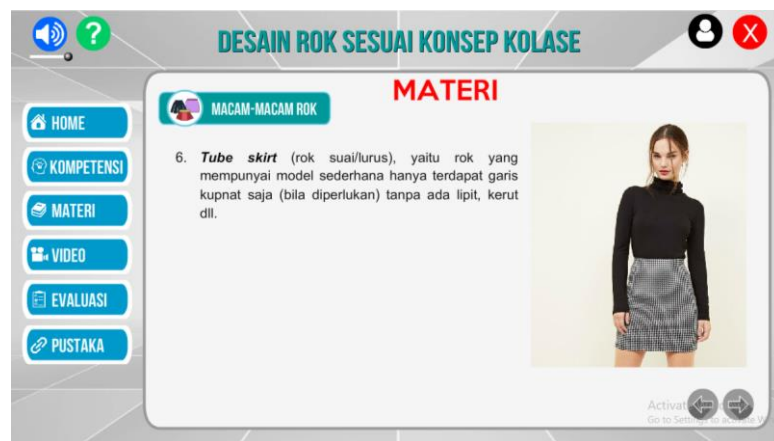 ?
DESAIN ROK SESUAI KONSEP KOLASE
X
MATERI
MACAM-MACAM ROK
HOME
KOMPETENSI
MATERI
VIDEO
EVALUASI
PUSTAKA
6. Tube skirt (rok suai/lurus), yaitu rok yang
mempunyai model sederhana hanya terdapat garis
kupnat saja (bila diperlukan) tanpa ada lipit, kerut
dll.
Activat
Go to Settings to activate W